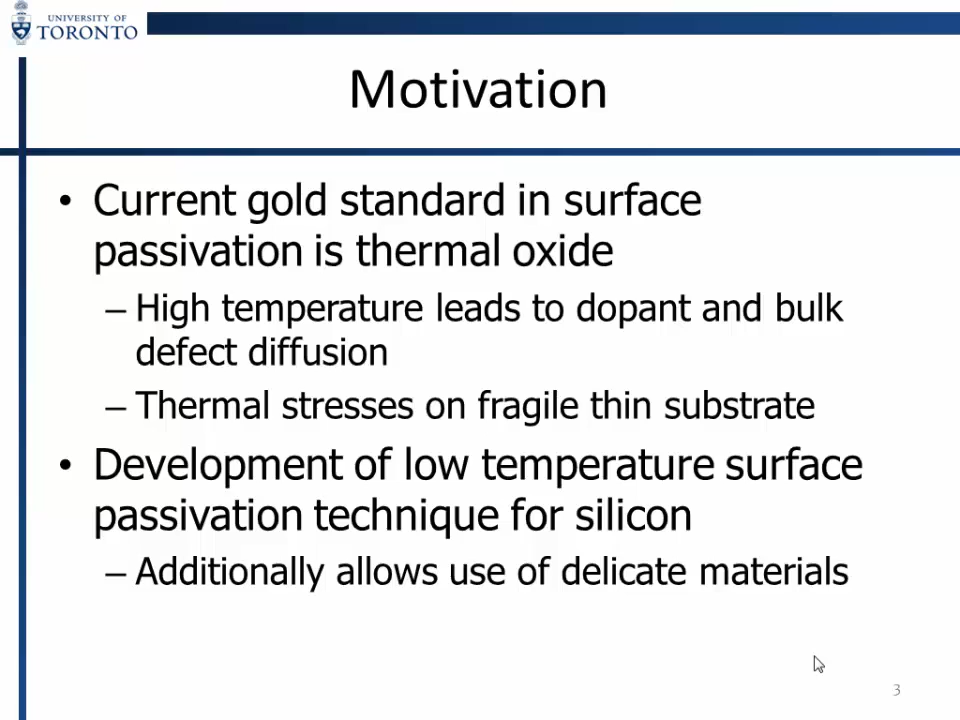 UNIVERSITY OF
TORONTO
Motivation
• Current gold standard in surface
passivation is thermal oxide
– High temperature leads to dopant and bulk
defect diffusion
– Thermal stresses on fragile thin substrate
• Development of low temperature surface
passivation technique for silicon
– Additionally allows use of delicate materials
3